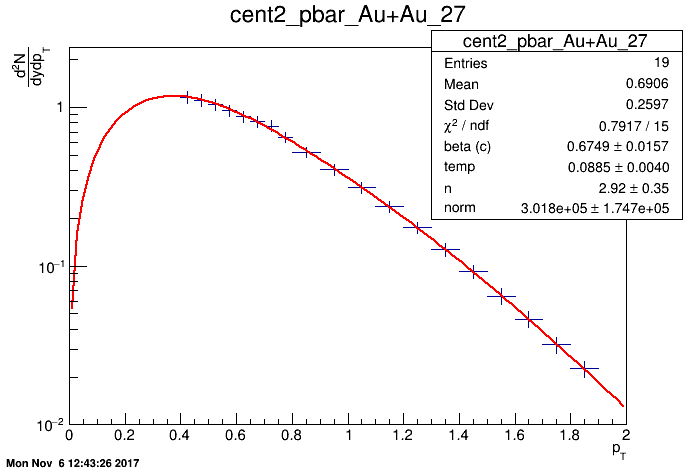 cent2_pbar_Au+Au_27
cent2_pbar_Au+Au_27
Entries 19
Mean 0.6906
Std Dev 0.2597
χ² / ndf 0.7917 / 15
beta (c) 0.6749 ± 0.0157
temp 0.0885 ± 0.0040
n 2.92 ± 0.35
norm 3.018e+05 ± 1.747e+05
d²N
dydp_T
1
10⁻¹
10⁻²
0 0.2 0.4 0.6 0.8 1 1.2 1.4 1.6 1.8 2
p_T
Mon Nov 6 12:43:26 2017